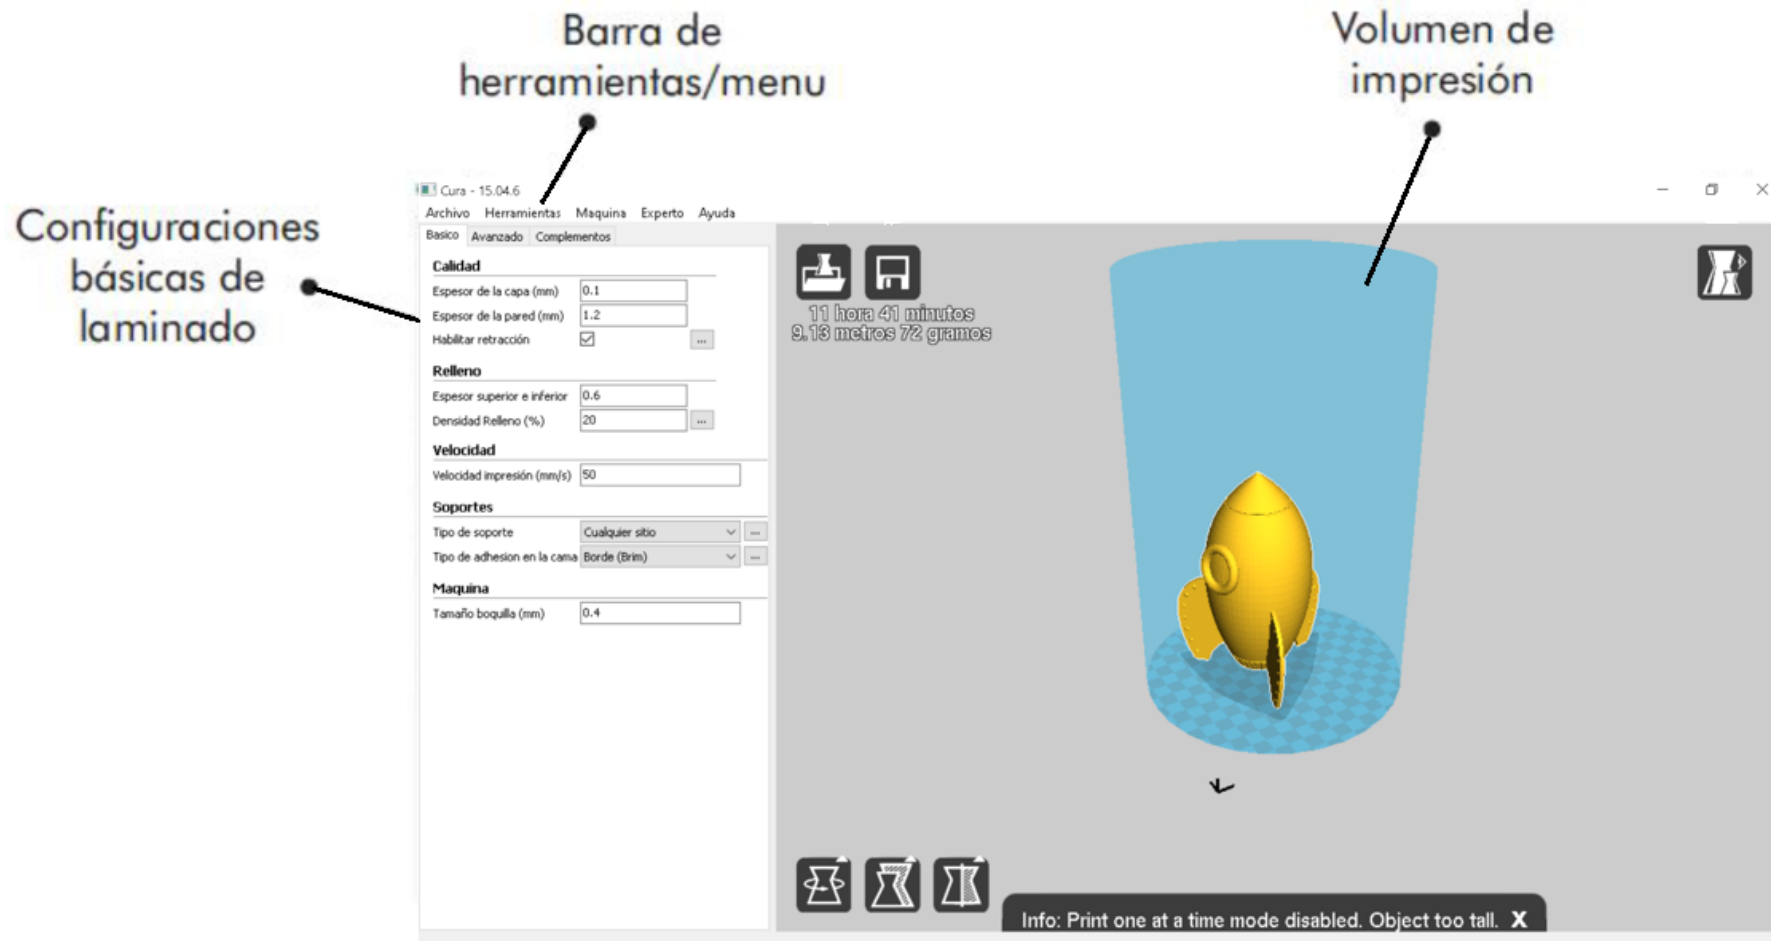 Barra de
herramientas/menu
Volumen de
impresión
Configuraciones
básicas de
laminado
Cura - 15.04.6
Archivo Herramientas Maquina Experto Ayuda
Basico Avanzado Complementos
Calidad
Espesor de la capa (mm) 0.1
Espesor de la pared (mm) 1.2
Habilitar retracción ...
Relleno
Espesor superior e inferior 0.6
Densidad Relleno (%) 20 ...
Velocidad
Velocidad impresión (mm/s) 50
Soportes
Tipo de soporte Cualquier sitio ...
Tipo de adhesion en la cama Borde (Brim) ...
Maquina
Tamaño boquilla (mm) 0.4
11 hora 41 minutos
9.13 metros 72 gramos
Info: Print one at a time mode disabled. Object too tall. X